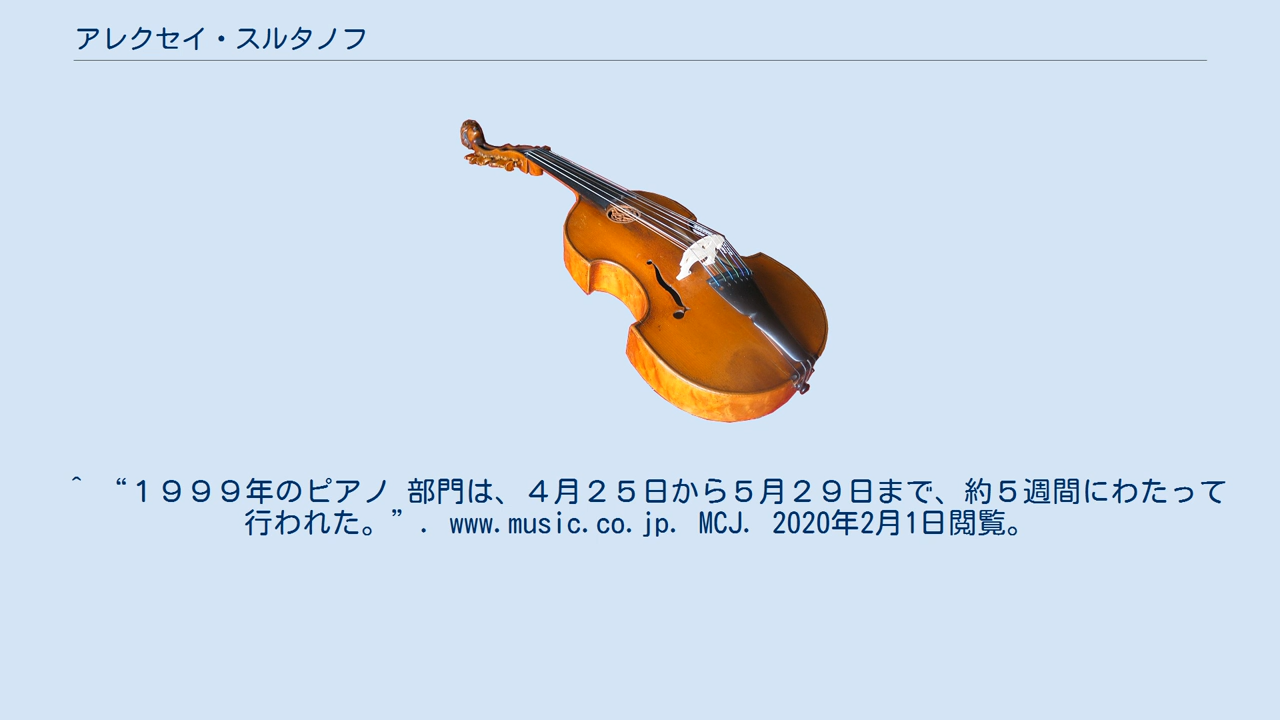 アレクセイ・スルタノフ
^ “１９９９年のピアノ 部門は、４月２５日から５月２９日まで、約５週間にわたって
行われた。”. www.music.co.jp. MCJ. 2020年2月1日閲覧。